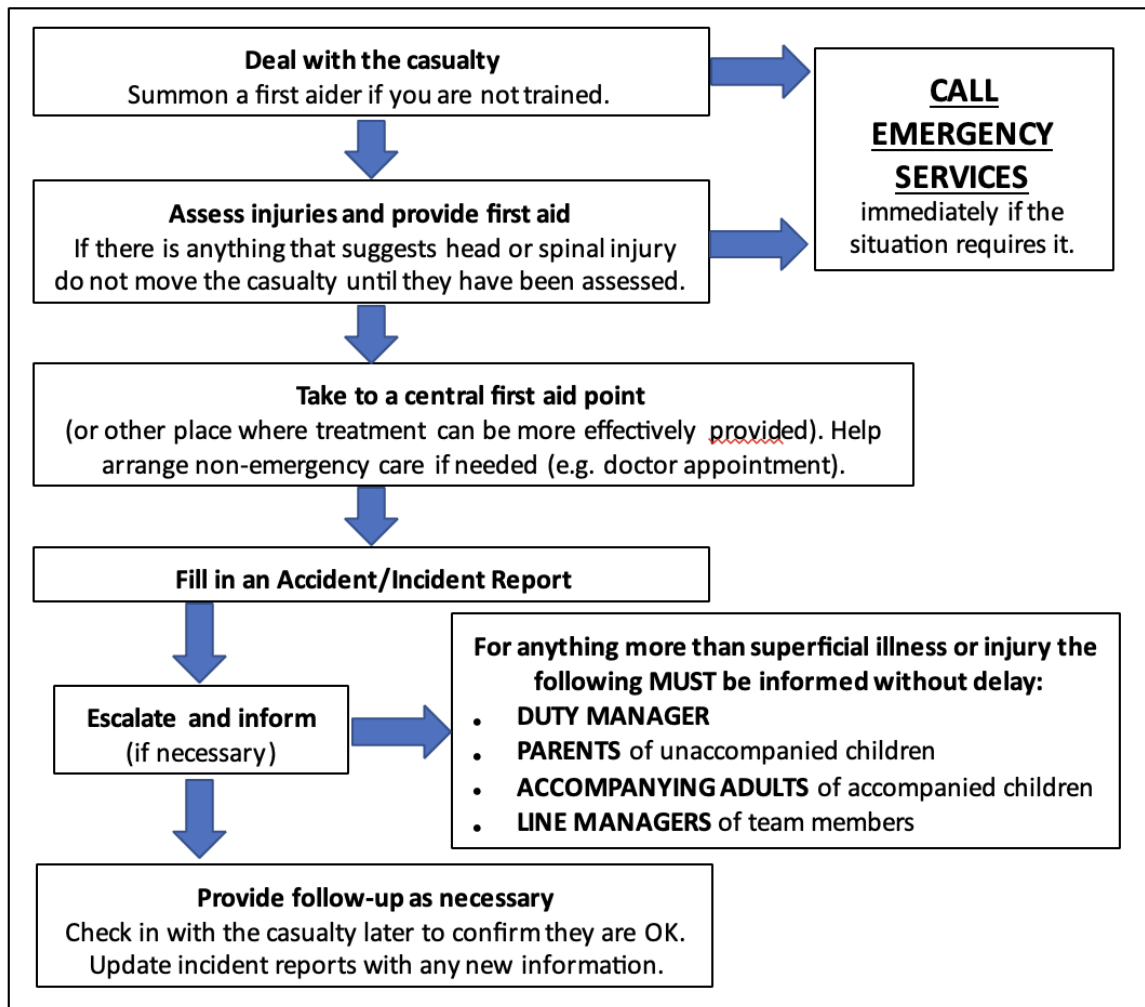 Deal with the casualty
Summon a first aider if you are not trained.
CALL
EMERGENCY
SERVICES
immediately if the
situation requires it.
Assess injuries and provide first aid
If there is anything that suggests head or spinal injury
do not move the casualty until they have been assessed.
Take to a central first aid point
(or other place where treatment can be more effectively provided). Help
arrange non-emergency care if needed (e.g. doctor appointment).
Fill in an Accident/Incident Report
Escalate and inform
(if necessary)
For anything more than superficial illness or injury the
following MUST be informed without delay:
• DUTY MANAGER
• PARENTS of unaccompanied children
• ACCOMPANYING ADULTS of accompanied children
• LINE MANAGERS of team members
Provide follow-up as necessary
Check in with the casualty later to confirm they are OK.
Update incident reports with any new information.